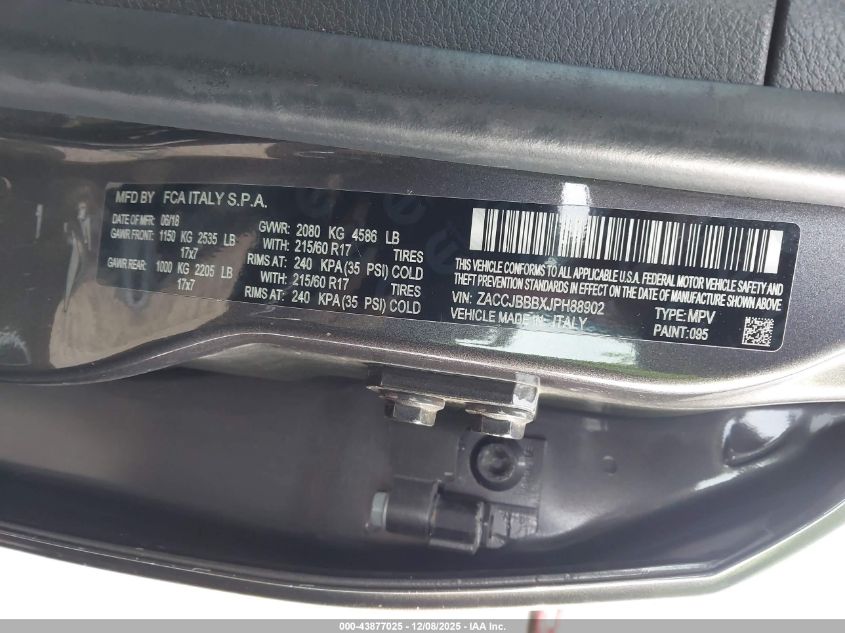 MFD BY FCA ITALY S.P.A.
DATE OF MFR 06/18 GVWR: 2080 KG 4586 LB
GAWR FRONT: 1150 KG 2535 LB WITH: 215/60 R17 TIRES
17x7 RIMS AT: 240 KPA(35 PSI) COLD
GAWR REAR: 1000 KG 2205 LB WITH: 215/60 R17 TIRES
17x7 RIMS AT: 240 KPA(35 PSI) COLD
THIS VEHICLE CONFORMS TO ALL APPLICABLE U.S.A. FEDERAL MOTOR VEHICLE SAFETY AND
THEFT PREVENTION STANDARDS IN EFFECT ON THE DATE OF MANUFACTURE SHOWN ABOVE.
VIN: ZACCJBBBXJPH88902 TYPE: MPV
VEHICLE MADE IN: ITALY PAINT: 095
000-43877025 - 12/08/2025 - IAA Inc.